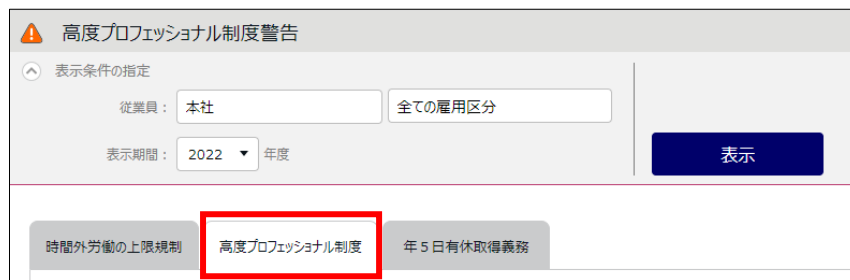 高度プロフェッショナル制度警告
表示条件の指定
従業員： 本社 全ての雇用区分
表示期間： 2022 ▼ 年度
表示
時間外労働の上限規制 高度プロフェッショナル制度 年５日有休取得義務